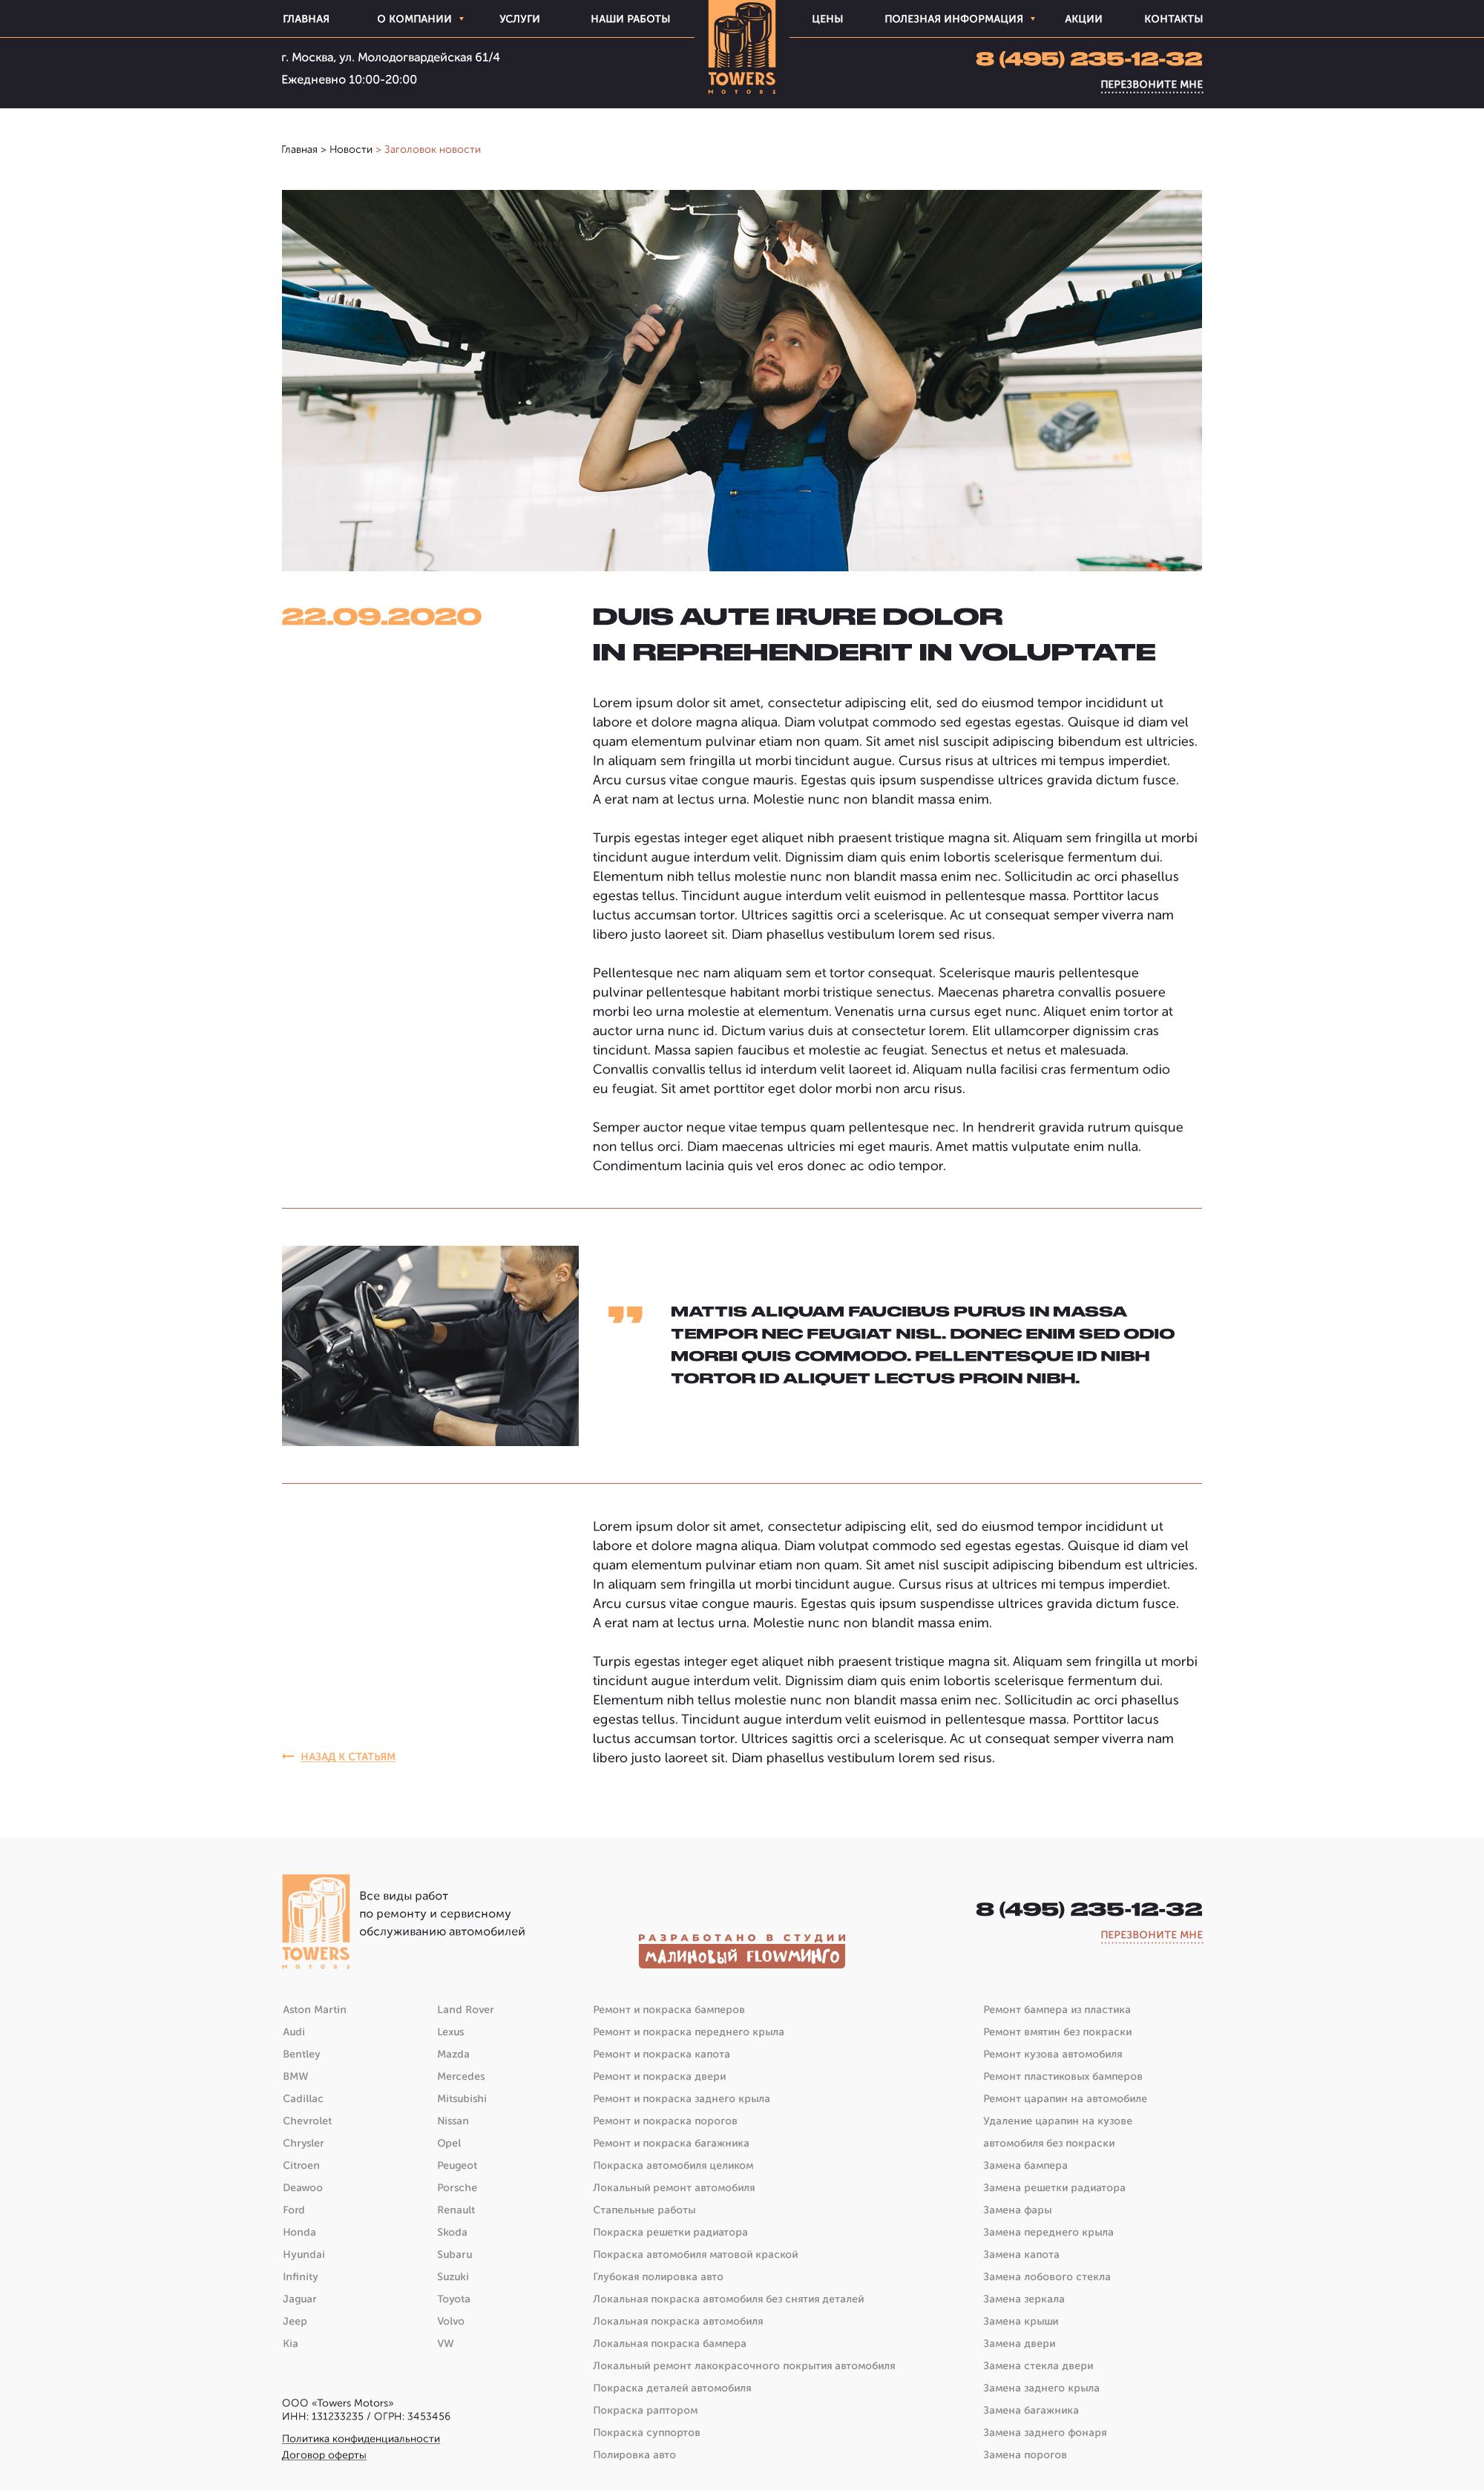 ГЛАВНАЯ
О КОМПАНИИ
УСЛУГИ
НАШИ РАБОТЫ
ЦЕНЫ
ПОЛЕЗНАЯ ИНФОРМАЦИЯ
АКЦИИ
КОНТАКТЫ
г. Москва, ул. Молодогвардейская 61/4
Ежедневно 10:00-20:00
TOWERS
MOTORS
8 (495) 235-12-32
ПЕРЕЗВОНИТЕ МНЕ
Главная > Новости > Заголовок новости
22.09.2020
DUIS AUTE IRURE DOLOR
IN REPREHENDERIT IN VOLUPTATE
Lorem ipsum dolor sit amet, consectetur adipiscing elit, sed do eiusmod tempor incididunt ut
labore et dolore magna aliqua. Diam volutpat commodo sed egestas egestas. Quisque id diam vel
quam elementum pulvinar etiam non quam. Sit amet nisl suscipit adipiscing bibendum est ultricies.
In aliquam sem fringilla ut morbi tincidunt augue. Cursus risus at ultrices mi tempus imperdiet.
Arcu cursus vitae congue mauris. Egestas quis ipsum suspendisse ultrices gravida dictum fusce.
A erat nam at lectus urna. Molestie nunc non blandit massa enim.
Turpis egestas integer eget aliquet nibh praesent tristique magna sit. Aliquam sem fringilla ut morbi
tincidunt augue interdum velit. Dignissim diam quis enim lobortis scelerisque fermentum dui.
Elementum nibh tellus molestie nunc non blandit massa enim nec. Sollicitudin ac orci phasellus
egestas tellus. Tincidunt augue interdum velit euismod in pellentesque massa. Porttitor lacus
luctus accumsan tortor. Ultrices sagittis orci a scelerisque. Ac ut consequat semper viverra nam
libero justo laoreet sit. Diam phasellus vestibulum lorem sed risus.
Pellentesque nec nam aliquam sem et tortor consequat. Scelerisque mauris pellentesque
pulvinar pellentesque habitant morbi tristique senectus. Maecenas pharetra convallis posuere
morbi leo urna molestie at elementum. Venenatis urna cursus eget nunc. Aliquet enim tortor at
auctor urna nunc id. Dictum varius duis at consectetur lorem. Elit ullamcorper dignissim cras
tincidunt. Massa sapien faucibus et molestie ac feugiat. Senectus et netus et malesuada.
Convallis convallis tellus id interdum velit laoreet id. Aliquam nulla facilisi cras fermentum odio
eu feugiat. Sit amet porttitor eget dolor morbi non arcu risus.
Semper auctor neque vitae tempus quam pellentesque nec. In hendrerit gravida rutrum quisque
non tellus orci. Diam maecenas ultricies mi eget mauris. Amet mattis vulputate enim nulla.
Condimentum lacinia quis vel eros donec ac odio tempor.
MATTIS ALIQUAM FAUCIBUS PURUS IN MASSA
TEMPOR NEC FEUGIAT NISL. DONEC ENIM SED ODIO
MORBI QUIS COMMODO. PELLENTESQUE ID NIBH
TORTOR ID ALIQUET LECTUS PROIN NIBH.
Lorem ipsum dolor sit amet, consectetur adipiscing elit, sed do eiusmod tempor incididunt ut
labore et dolore magna aliqua. Diam volutpat commodo sed egestas egestas. Quisque id diam vel
quam elementum pulvinar etiam non quam. Sit amet nisl suscipit adipiscing bibendum est ultricies.
In aliquam sem fringilla ut morbi tincidunt augue. Cursus risus at ultrices mi tempus imperdiet.
Arcu cursus vitae congue mauris. Egestas quis ipsum suspendisse ultrices gravida dictum fusce.
A erat nam at lectus urna. Molestie nunc non blandit massa enim.
Turpis egestas integer eget aliquet nibh praesent tristique magna sit. Aliquam sem fringilla ut morbi
tincidunt augue interdum velit. Dignissim diam quis enim lobortis scelerisque fermentum dui.
Elementum nibh tellus molestie nunc non blandit massa enim nec. Sollicitudin ac orci phasellus
egestas tellus. Tincidunt augue interdum velit euismod in pellentesque massa. Porttitor lacus
luctus accumsan tortor. Ultrices sagittis orci a scelerisque. Ac ut consequat semper viverra nam
libero justo laoreet sit. Diam phasellus vestibulum lorem sed risus.
НАЗАД К СТАТЬЯМ
TOWERS
MOTORS
Все виды работ
по ремонту и сервисному
обслуживанию автомобилей
РАЗРАБОТАНО В СТУДИИ
МАЛИНОВЫЙ FLOWМИНГО
8 (495) 235-12-32
ПЕРЕЗВОНИТЕ МНЕ
Aston Martin
Audi
Bentley
BMW
Cadillac
Chevrolet
Chrysler
Citroen
Deawoo
Ford
Honda
Hyundai
Infinity
Jaguar
Jeep
Kia
Land Rover
Lexus
Mazda
Mercedes
Mitsubishi
Nissan
Opel
Peugeot
Porsche
Renault
Skoda
Subaru
Suzuki
Toyota
Volvo
VW
Ремонт и покраска бамперов
Ремонт и покраска переднего крыла
Ремонт и покраска капота
Ремонт и покраска двери
Ремонт и покраска заднего крыла
Ремонт и покраска порогов
Ремонт и покраска багажника
Покраска автомобиля целиком
Локальный ремонт автомобиля
Стапельные работы
Покраска решетки радиатора
Покраска автомобиля матовой краской
Глубокая полировка авто
Локальная покраска автомобиля без снятия деталей
Локальная покраска автомобиля
Локальная покраска бампера
Локальный ремонт лакокрасочного покрытия автомобиля
Покраска деталей автомобиля
Покраска раптором
Покраска суппортов
Полировка авто
Ремонт бампера из пластика
Ремонт вмятин без покраски
Ремонт кузова автомобиля
Ремонт пластиковых бамперов
Ремонт царапин на автомобиле
Удаление царапин на кузове
автомобиля без покраски
Замена бампера
Замена решетки радиатора
Замена фары
Замена переднего крыла
Замена капота
Замена лобового стекла
Замена зеркала
Замена крыши
Замена двери
Замена стекла двери
Замена заднего крыла
Замена багажника
Замена заднего фонаря
Замена порогов
ООО «Towers Motors»
ИНН: 131233235 / ОГРН: 3453456
Политика конфиденциальности
Договор оферты